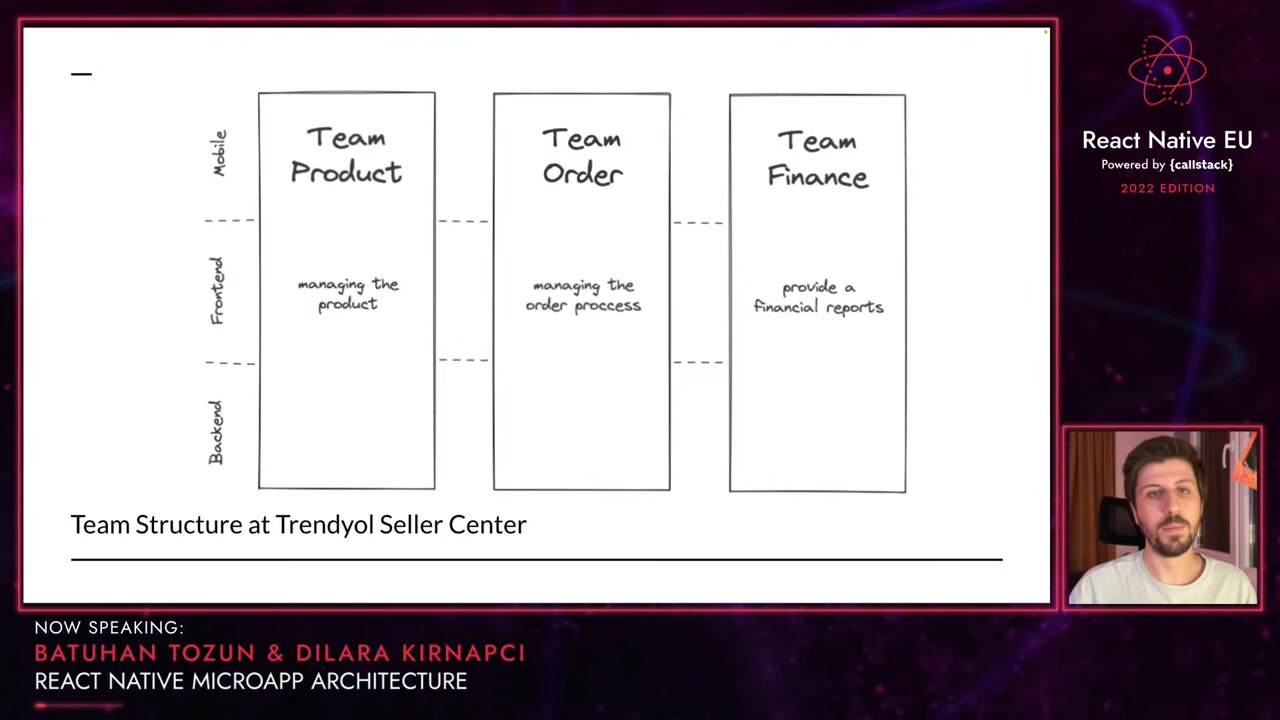 Mobile
Frontend
Backend
Team
Product
managing the
product
Team
Order
managing the
order proccess
Team
Finance
provide a
financial reports
Team Structure at Trendyol Seller Center
React Native EU
Powered by {callstack}
2022 EDITION
NOW SPEAKING:
BATUHAN TOZUN & DILARA KIRNAPCI
REACT NATIVE MICROAPP ARCHITECTURE